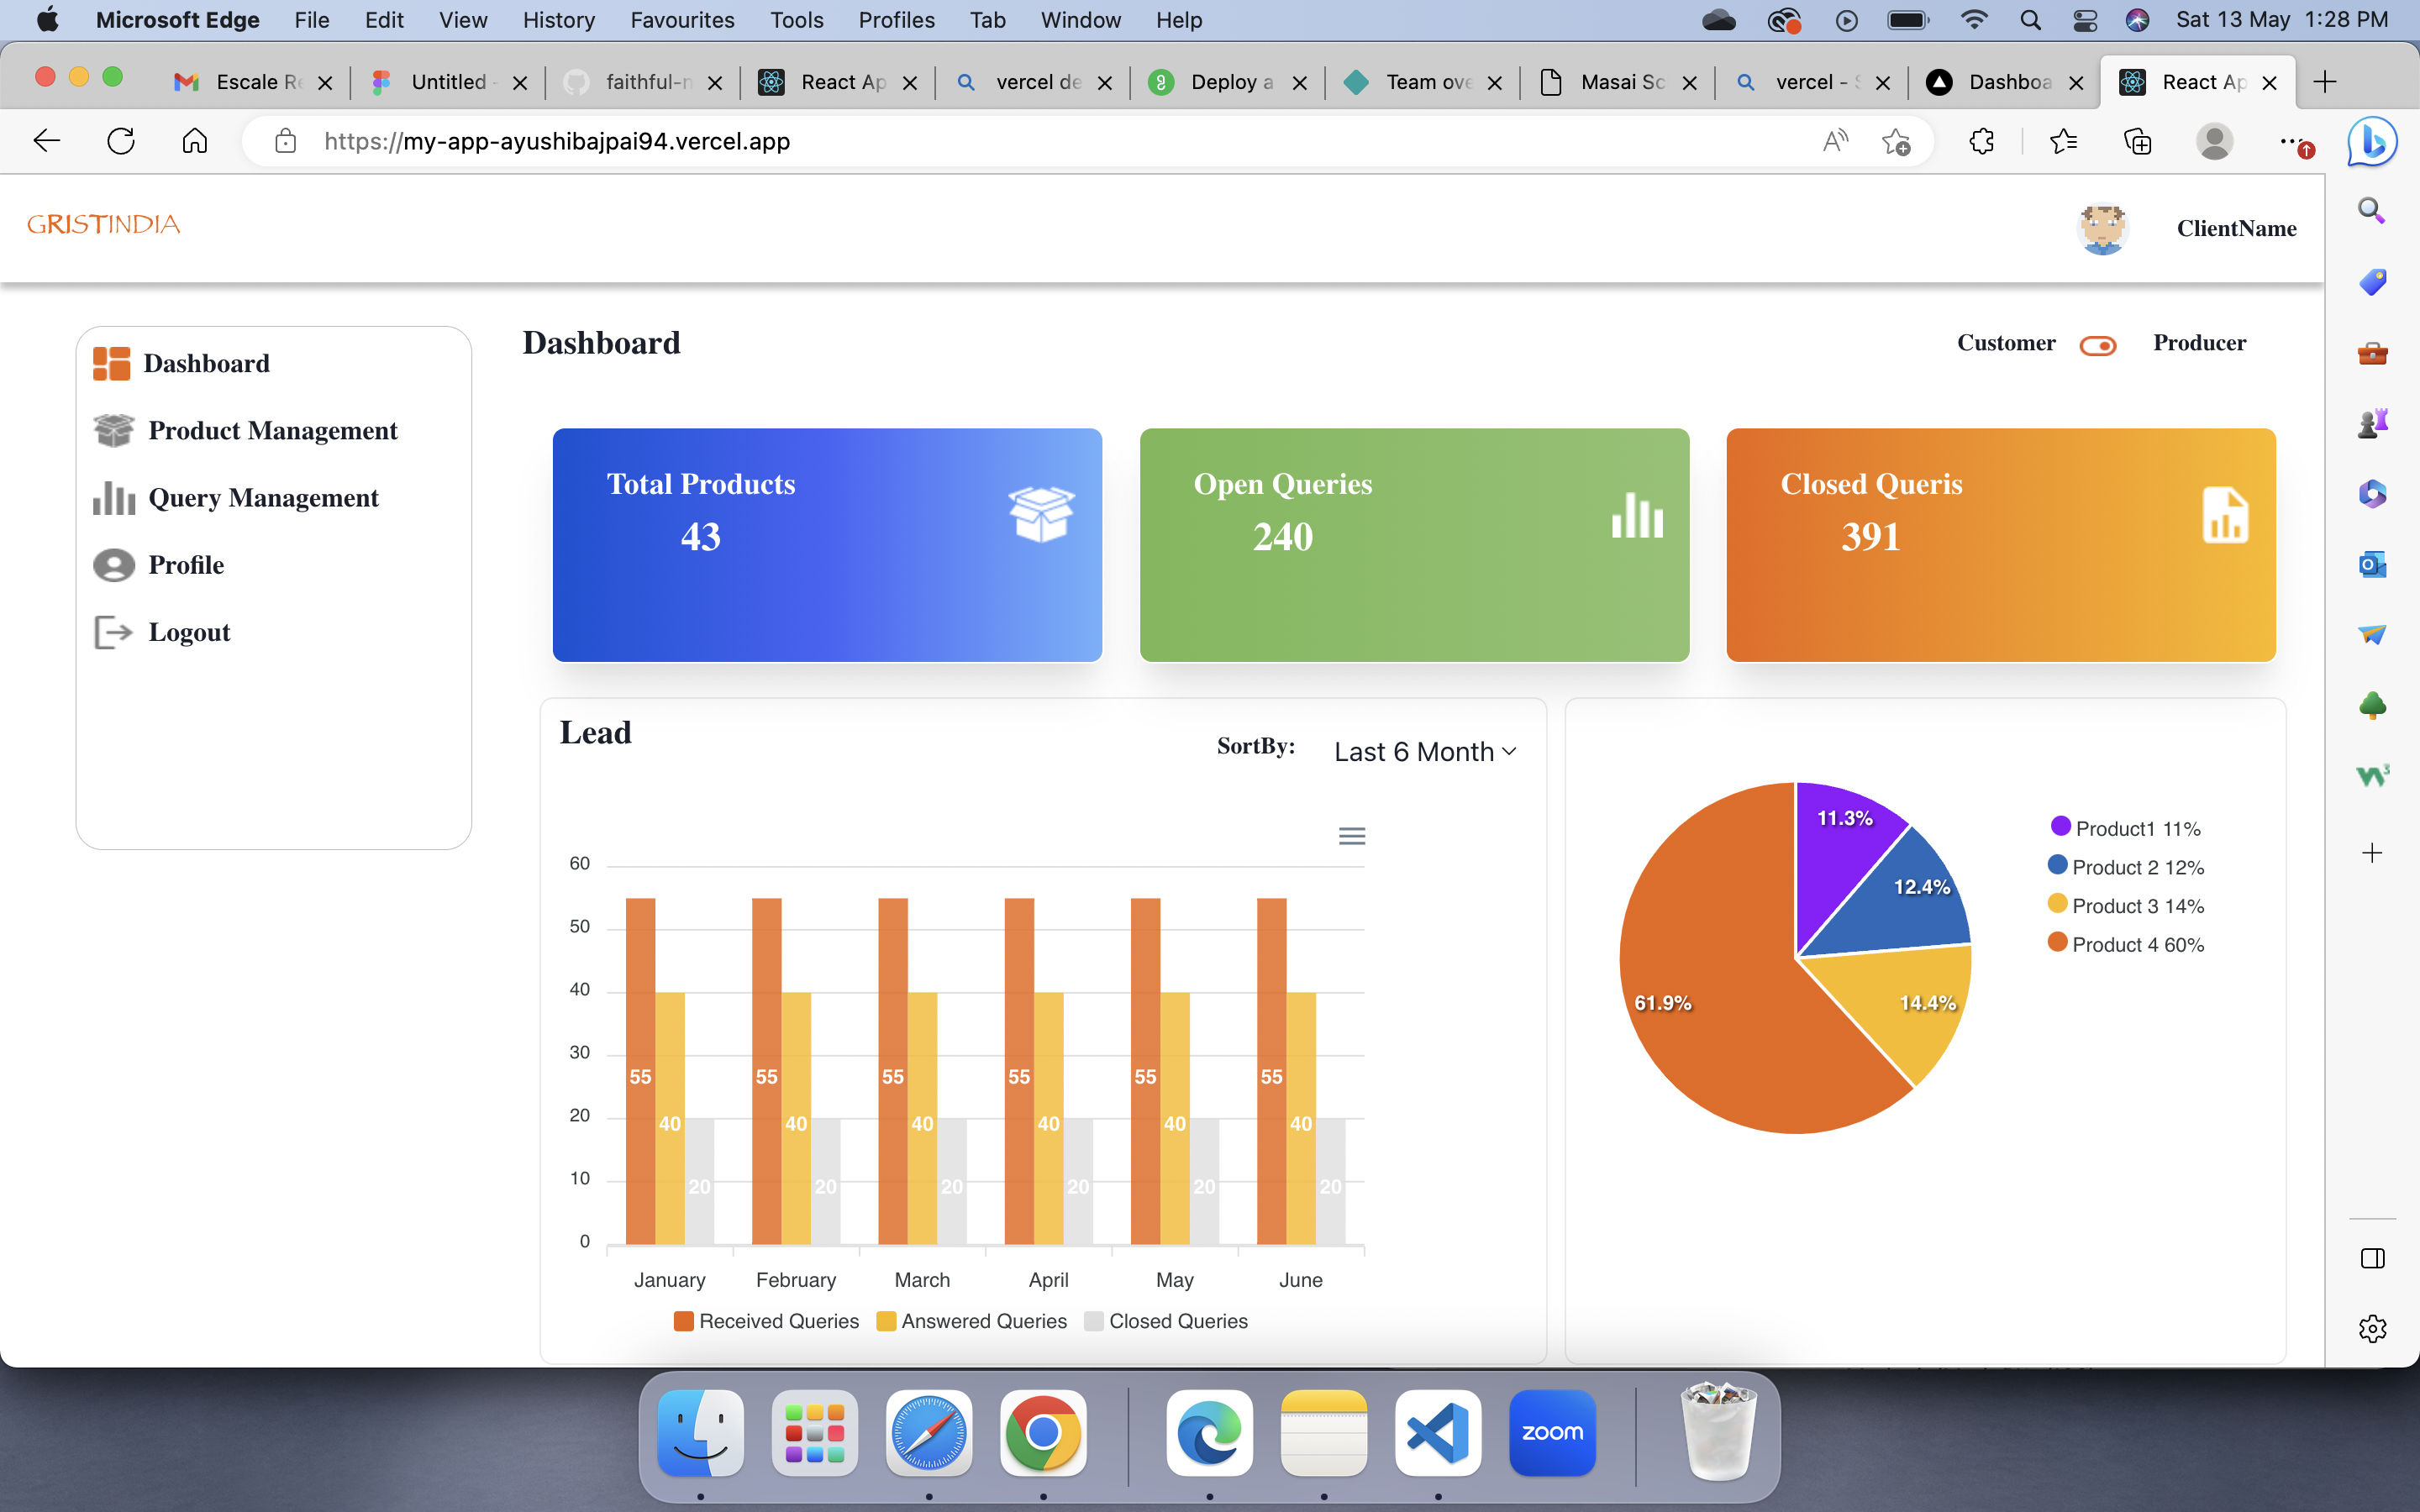 Microsoft Edge File Edit View History Favourites Tools Profiles Tab Window Help Sat 13 May 1:28 PM
Escale Re Untitled - faithful-n React Ap vercel de Deploy a Team ove Masai Sc vercel - S Dashboa React Ap
https://my-app-ayushibajpai94.vercel.app
GRISTINDIA
ClientName
Dashboard
Product Management
Query Management
Profile
Logout
Dashboard
Customer Producer
Total Products
43
Open Queries
240
Closed Queris
391
Lead
SortBy: Last 6 Month
60
50
40
30
20
10
0
55 40 20 55 40 20 55 40 20 55 40 20 55 40 20 55 40 20
January February March April May June
Received Queries Answered Queries Closed Queries
11.3%
12.4%
14.4%
61.9%
Product1 11%
Product 2 12%
Product 3 14%
Product 4 60%
zoom